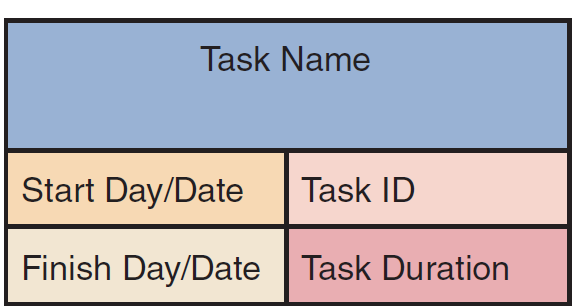 Task Name
Start Day/Date
Task ID
Finish Day/Date
Task Duration